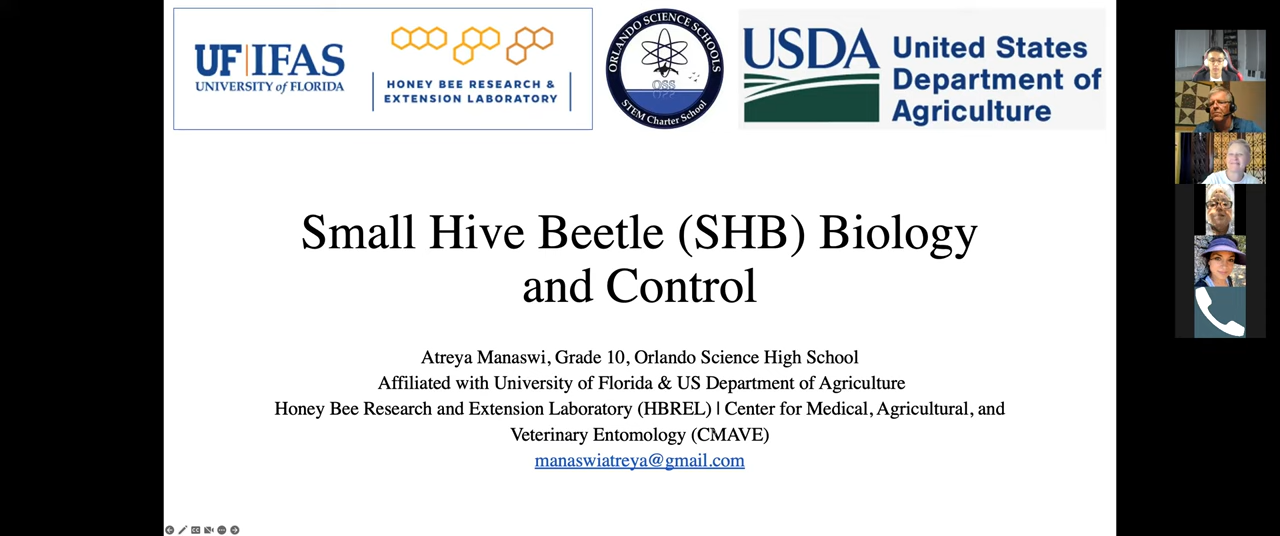 UF|IFAS
UNIVERSITY of FLORIDA
HONEY BEE RESEARCH &
EXTENSION LABORATORY
ORLANDO SCIENCE SCHOOLS
OSS
STEM Charter School
USDA
United States
Department of
Agriculture
Small Hive Beetle (SHB) Biology
and Control
Atreya Manaswi, Grade 10, Orlando Science High School
Affiliated with University of Florida & US Department of Agriculture
Honey Bee Research and Extension Laboratory (HBREL) | Center for Medical, Agricultural, and
Veterinary Entomology (CMAVE)
manaswiatreya@gmail.com